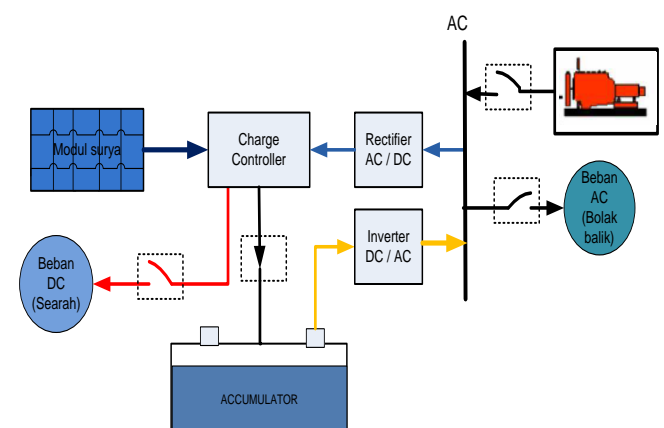 AC
Modul surya
Charge
Controller
Rectifier
AC / DC
Beban
AC
(Bolak
balik)
Inverter
DC / AC
Beban
DC
(Searah)
ACCUMULATOR